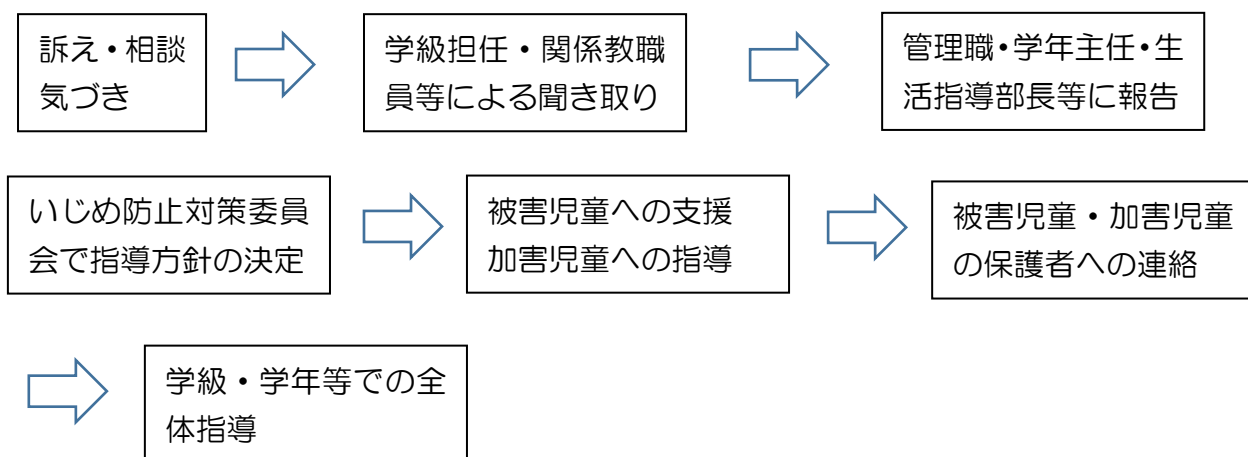 訴え・相談
気づき
学級担任・関係教職
員等による聞き取り
管理職・学年主任・生
活指導部長等に報告
いじめ防止対策委員
会で指導方針の決定
被害児童への支援
加害児童への指導
被害児童・加害児童
の保護者への連絡
学級・学年等での全
体指導